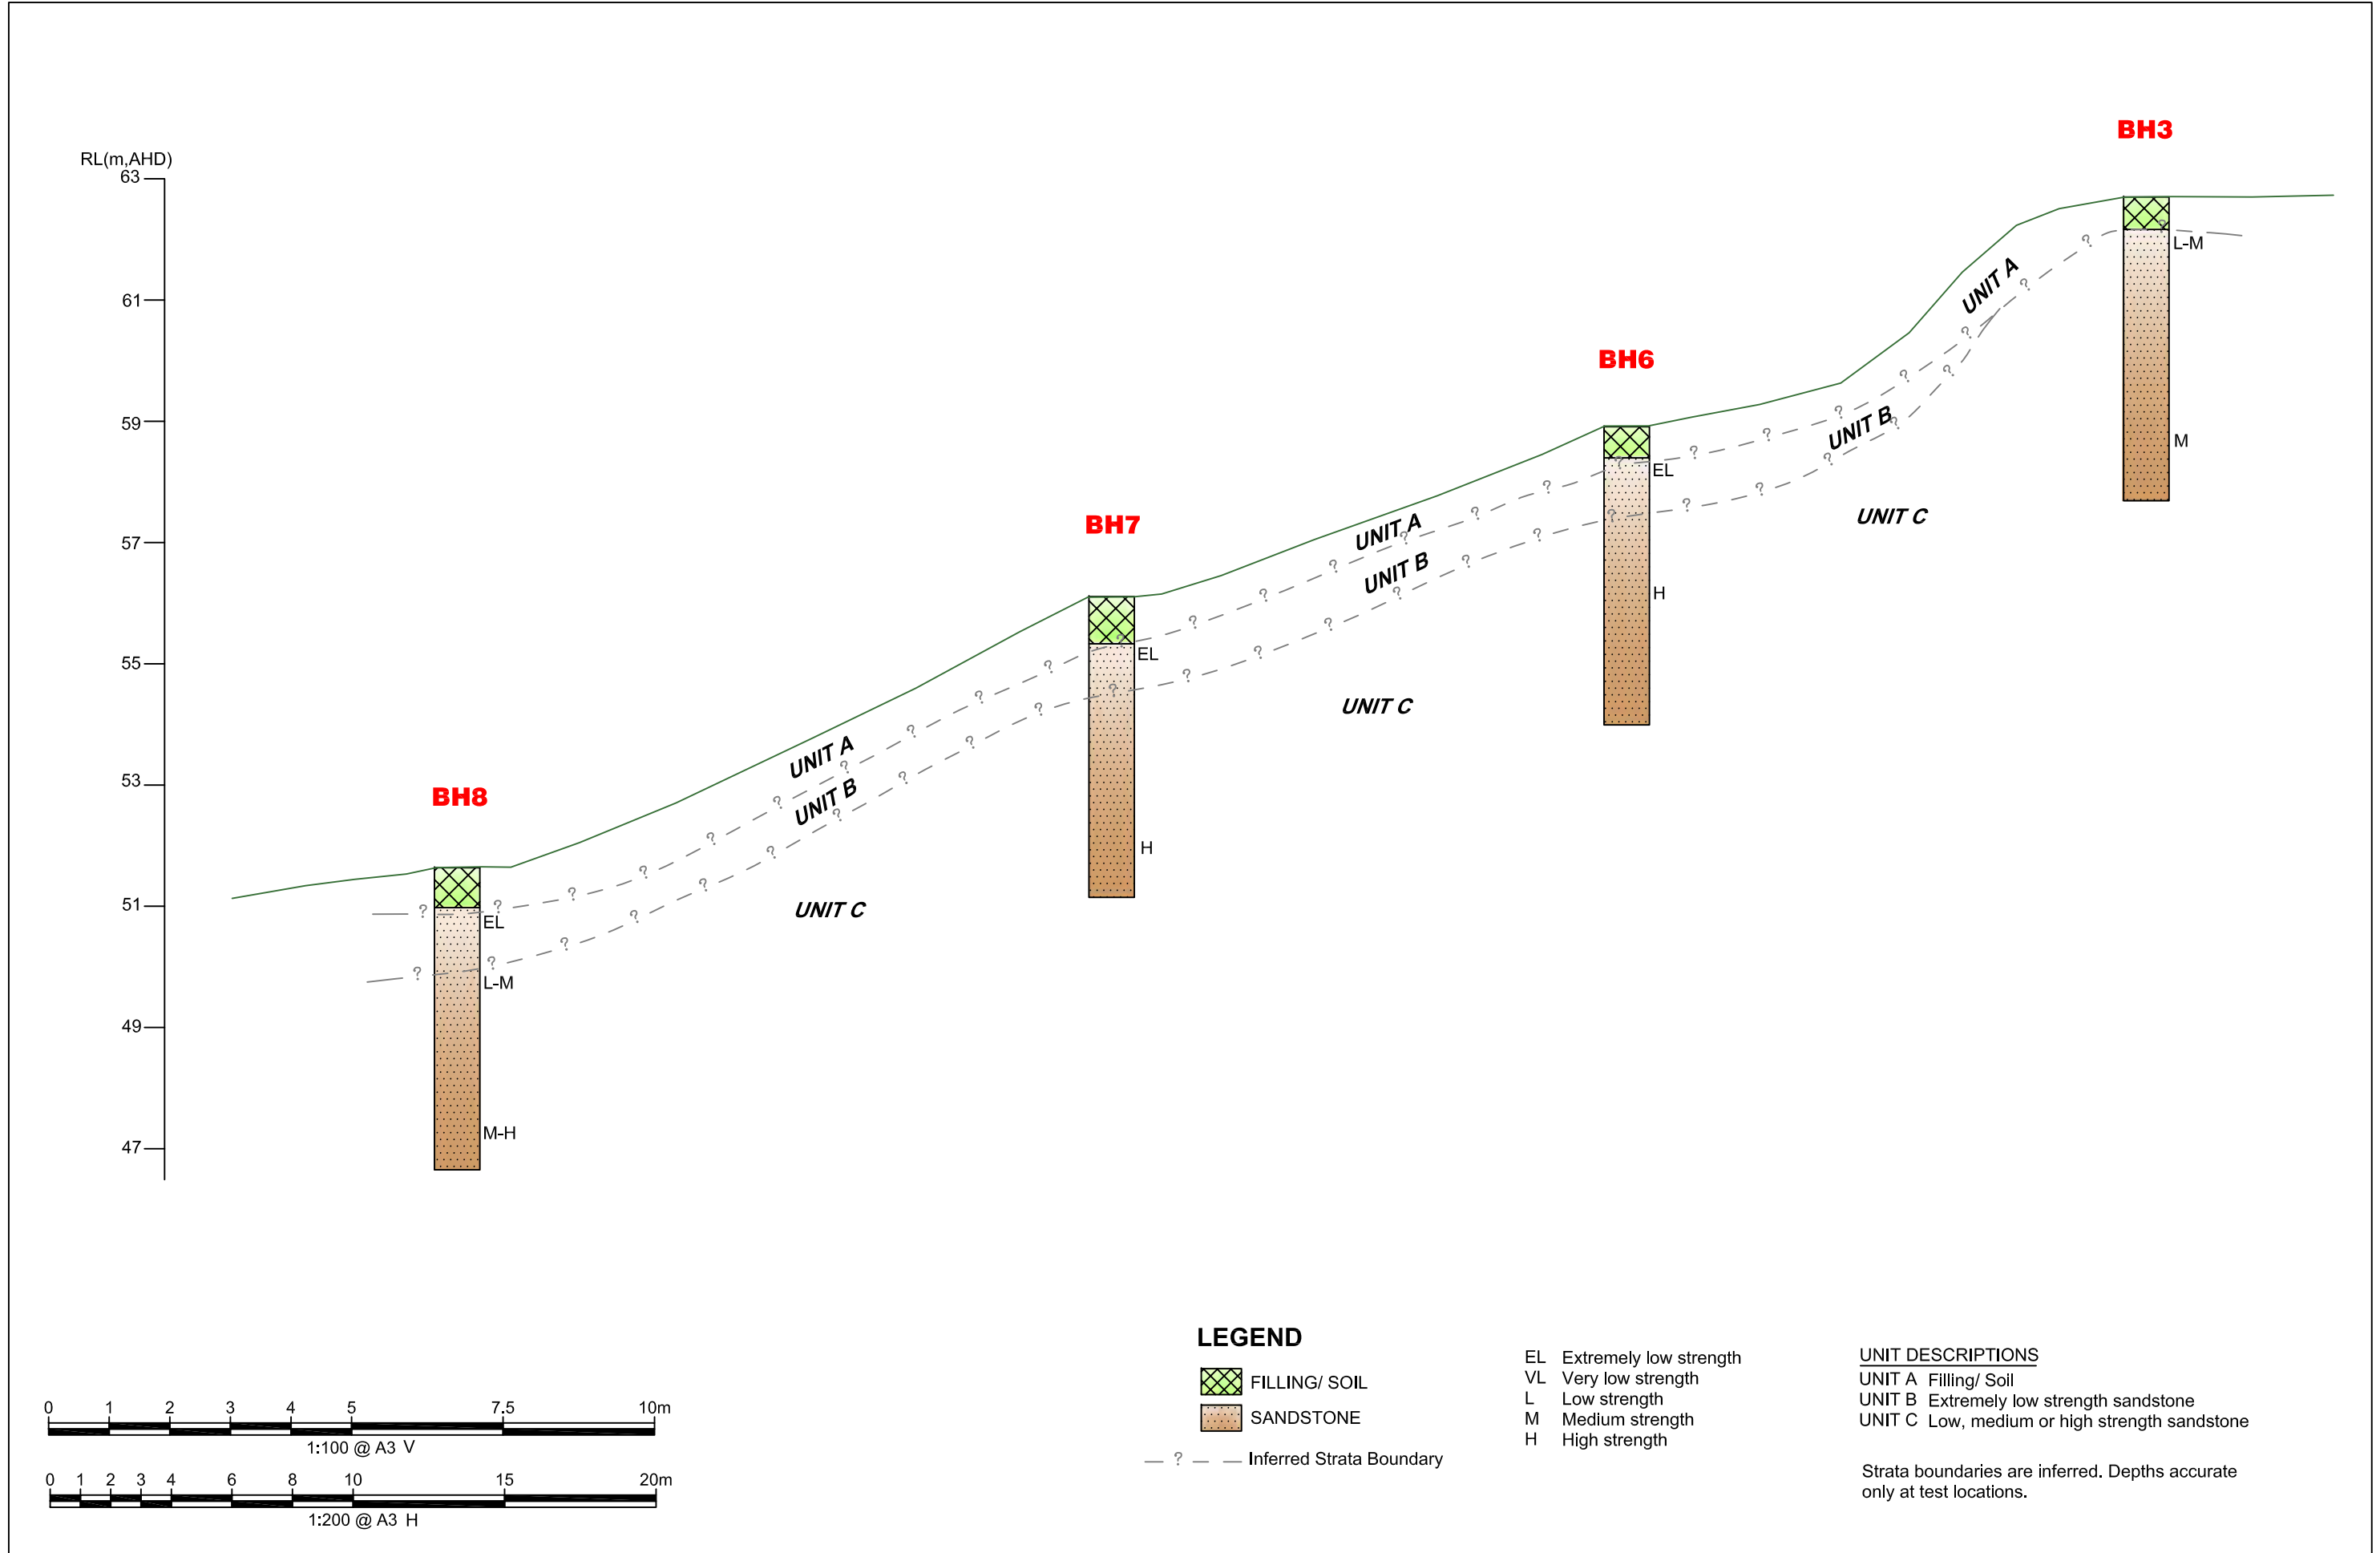 BH3
RL(m,AHD)
63
61
59
57
55
53
51
49
47
L-M
UNIT A
BH6
UNIT B
M
EL
UNIT C
BH7
UNIT A
UNIT B
H
EL
UNIT C
BH8
UNIT A
UNIT B
H
UNIT C
EL
L-M
M-H
LEGEND
FILLING/ SOIL
SANDSTONE
— ? — — Inferred Strata Boundary
EL Extremely low strength
VL Very low strength
L Low strength
M Medium strength
H High strength
UNIT DESCRIPTIONS
UNIT A Filling/ Soil
UNIT B Extremely low strength sandstone
UNIT C Low, medium or high strength sandstone
Strata boundaries are inferred. Depths accurate
only at test locations.
0 1 2 3 4 5 7.5 10m
1:100 @ A3 V
0 1 2 3 4 6 8 10 15 20m
1:200 @ A3 H